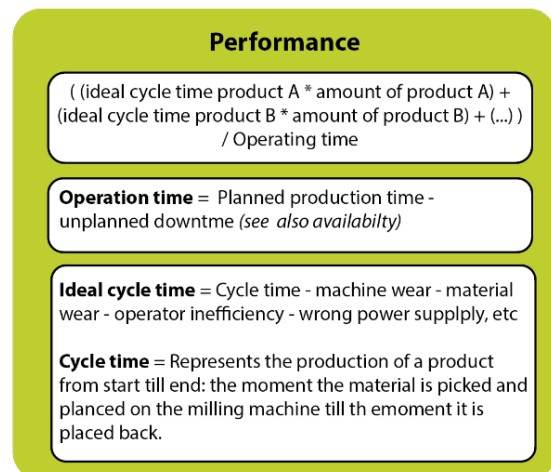 Performance
( (ideal cycle time product A * amount of product A) +
(ideal cycle time product B * amount of product B) + (...) )
/ Operating time
Operation time = Planned production time -
unplanned downtme (see also availabilty)
Ideal cycle time = Cycle time - machine wear - material
wear - operator inefficiency - wrong power supplply, etc
Cycle time = Represents the production of a product
from start till end: the moment the material is picked and
planced on the milling machine till th emoment it is
placed back.